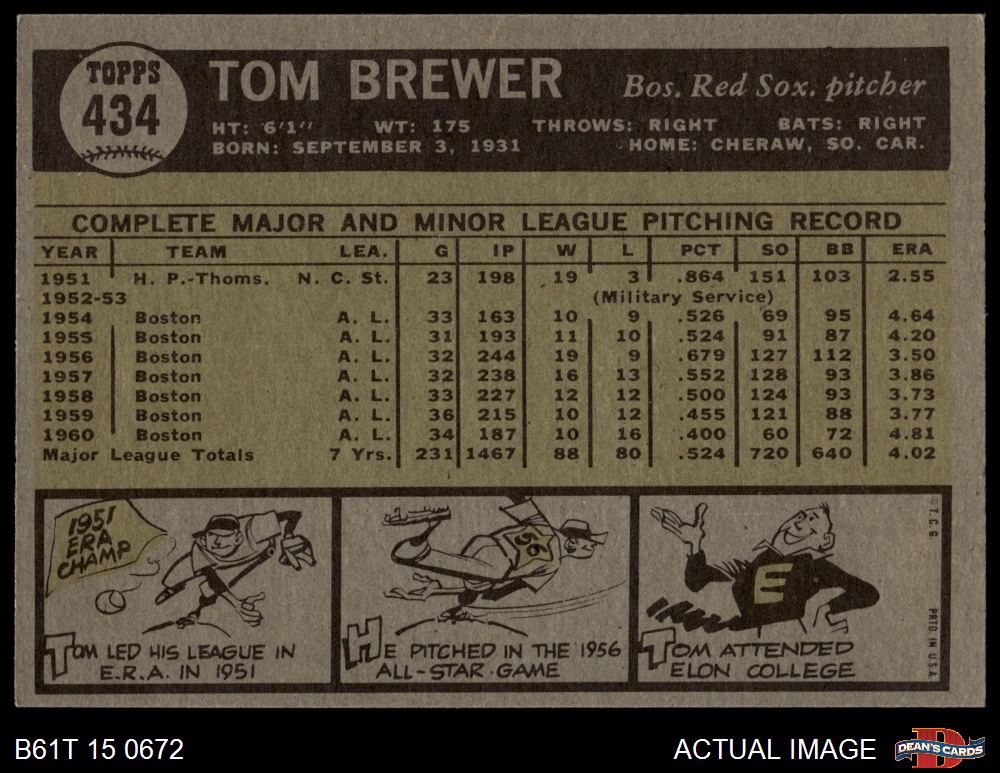 TOPPS
434
TOM BREWER Bos. Red Sox. pitcher
HT: 6'1" WT: 175 THROWS: RIGHT BATS: RIGHT
BORN: SEPTEMBER 3, 1931 HOME: CHERAW, SO. CAR.
COMPLETE MAJOR AND MINOR LEAGUE PITCHING RECORD
YEAR TEAM LEA. G IP W L PCT SO BB ERA
1951 H. P.-Thoms. N. C. St. 23 198 19 3 .864 151 103 2.55
1952-53 (Military Service)
1954 Boston A. L. 33 163 10 9 .526 69 95 4.64
1955 Boston A. L. 31 193 11 10 .524 91 87 4.20
1956 Boston A. L. 32 244 19 9 .679 127 112 3.50
1957 Boston A. L. 32 238 16 13 .552 128 93 3.86
1958 Boston A. L. 33 227 12 12 .500 124 93 3.73
1959 Boston A. L. 36 215 10 12 .455 121 88 3.77
1960 Boston A. L. 34 187 10 16 .400 60 72 4.81
Major League Totals 7 Yrs. 231 1467 88 80 .524 720 640 4.02
1951
ERA
CHAMP
TOM LED HIS LEAGUE IN
E.R.A. IN 1951
56
HE PITCHED IN THE 1956
ALL-STAR GAME
E
TOM ATTENDED
ELON COLLEGE
© T.C.G.
PRTD. IN U.S.A.
B61T 15 0672
ACTUAL IMAGE
D
DEAN'S CARDS